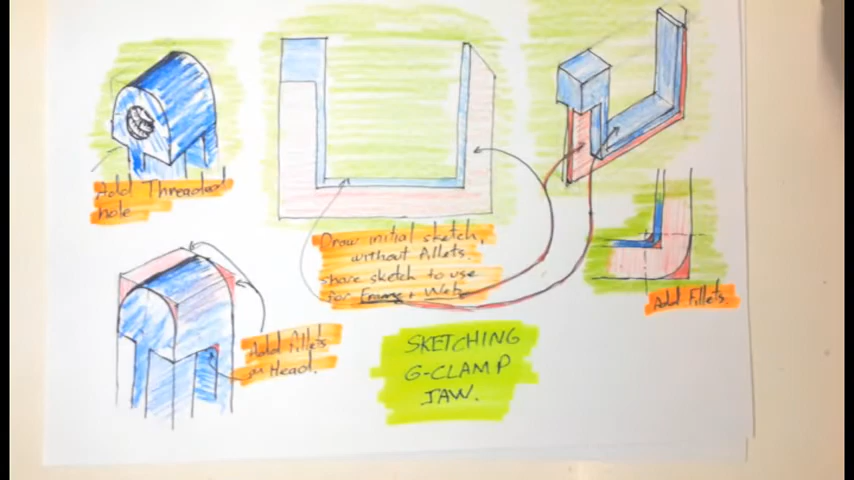 Add Threaded
hole
Draw initial sketch,
without fillets.
share sketch to use
for Frame + Web.
Add Fillets.
Add fillets
on Head.
SKETCHING
G-CLAMP
JAW.